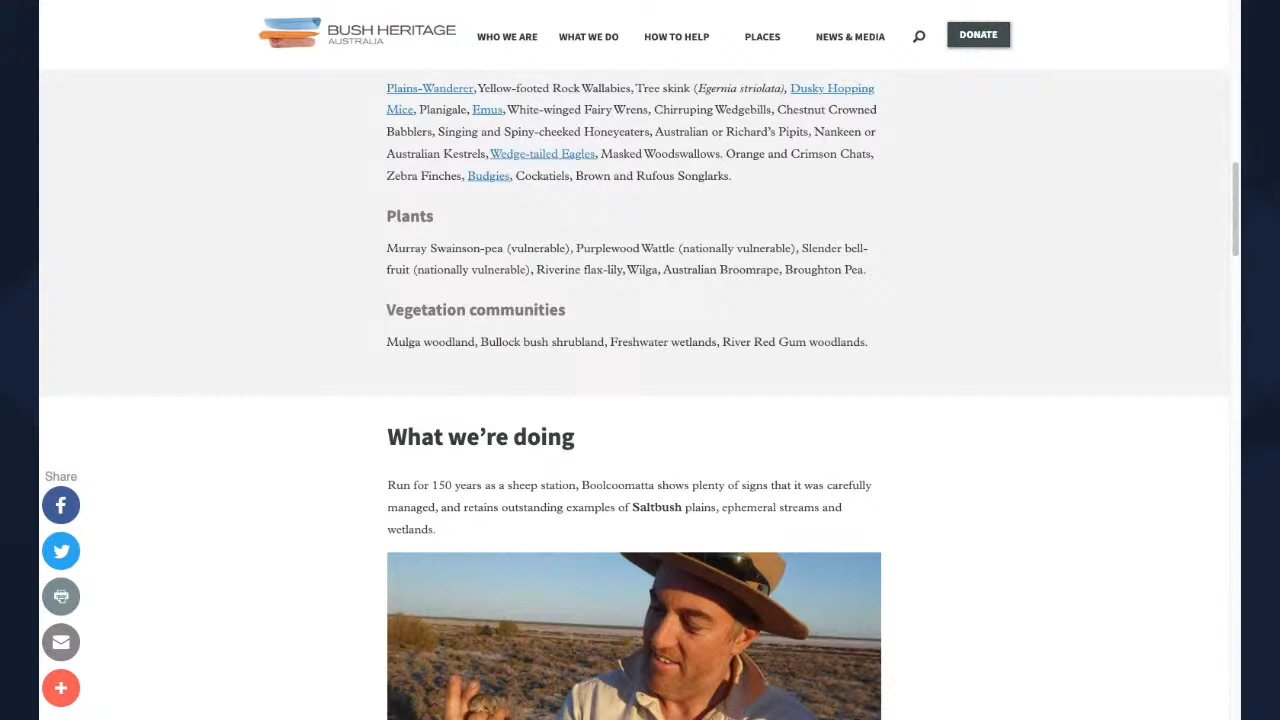 BUSH HERITAGE
AUSTRALIA
WHO WE ARE WHAT WE DO HOW TO HELP PLACES NEWS & MEDIA DONATE
Plains-Wanderer, Yellow-footed Rock Wallabies, Tree skink (Egernia striolata), Dusky Hopping
Mice, Planigale, Emus, White-winged Fairy Wrens, Chirruping Wedgebills, Chestnut Crowned
Babblers, Singing and Spiny-cheeked Honeyeaters, Australian or Richard's Pipits, Nankeen or
Australian Kestrels, Wedge-tailed Eagles, Masked Woodswallows. Orange and Crimson Chats,
Zebra Finches, Budgies, Cockatiels, Brown and Rufous Songlarks.
Plants
Murray Swainson-pea (vulnerable), Purplewood Wattle (nationally vulnerable), Slender bell-
fruit (nationally vulnerable), Riverine flax-lily, Wilga, Australian Broomrape, Broughton Pea.
Vegetation communities
Mulga woodland, Bullock bush shrubland, Freshwater wetlands, River Red Gum woodlands.
What we're doing
Share
Run for 150 years as a sheep station, Boolcoomatta shows plenty of signs that it was carefully
managed, and retains outstanding examples of Saltbush plains, ephemeral streams and
wetlands.